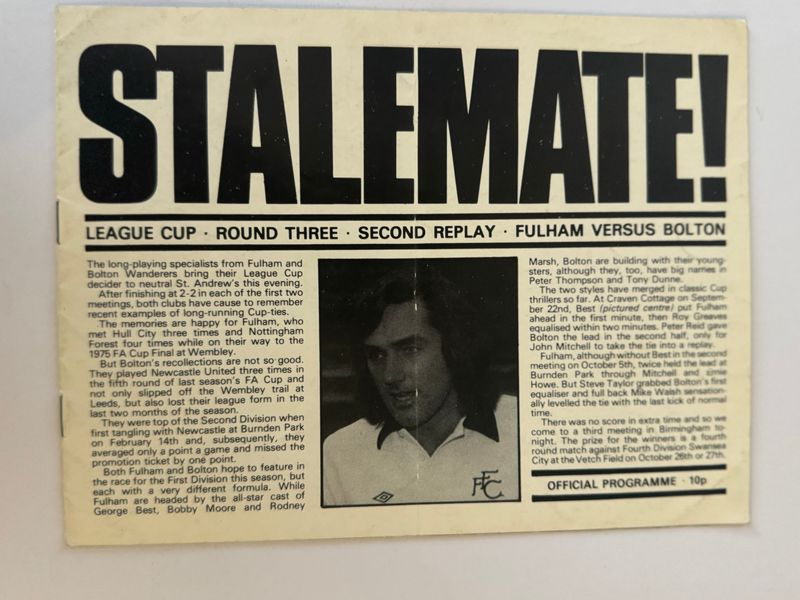 STALEMATE!
LEAGUE CUP · ROUND THREE · SECOND REPLAY · FULHAM VERSUS BOLTON
The long-playing specialists from Fulham and
Bolton Wanderers bring their League Cup
decider to neutral St. Andrew's this evening.
After finishing at 2-2 in each of the first two
meetings, both clubs have cause to remember
recent examples of long-running Cup-ties.
The memories are happy for Fulham, who
met Hull City three times and Nottingham
Forest four times while on their way to the
1975 FA Cup Final at Wembley.
But Bolton's recollections are not so good.
They played Newcastle United three times in
the fifth round of last season's FA Cup and
not only slipped off the Wembley trail at
Leeds, but also lost their league form in the
last two months of the season.
They were top of the Second Division when
first tangling with Newcastle at Burnden Park
on February 14th and, subsequently, they
averaged only a point a game and missed the
promotion ticket by one point.
Both Fulham and Bolton hope to feature in
the race for the First Division this season, but
each with a very different formula. While
Fulham are headed by the all-star cast of
George Best, Bobby Moore and Rodney
FFC
Marsh, Bolton are building with their young-
sters, although they, too, have big names in
Peter Thompson and Tony Dunne.
The two styles have merged in classic Cup
thrillers so far. At Craven Cottage on Septem-
ber 22nd, Best (pictured centre) put Fulham
ahead in the first minute, then Roy Greaves
equalised within two minutes. Peter Reid gave
Bolton the lead in the second half, only for
John Mitchell to take the tie into a replay.
Fulham, although without Best in the second
meeting on October 5th, twice held the lead at
Burnden Park through Mitchell and Ernie
Howe. But Steve Taylor grabbed Bolton's first
equaliser and full back Mike Walsh sensation-
ally levelled the tie with the last kick of normal
time.
There was no score in extra time and so we
come to a third meeting in Birmingham to-
night. The prize for the winners is a fourth
round match against Fourth Division Swansea
City at the Vetch Field on October 26th or 27th.
OFFICIAL PROGRAMME · 10p